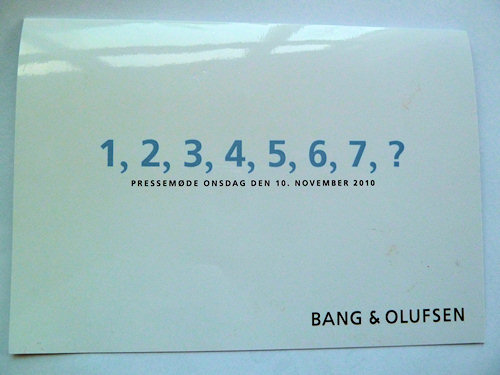 1, 2, 3, 4, 5, 6, 7, ?
PRESSEMØDE ONSDAG DEN 10. NOVEMBER 2010
BANG & OLUFSEN